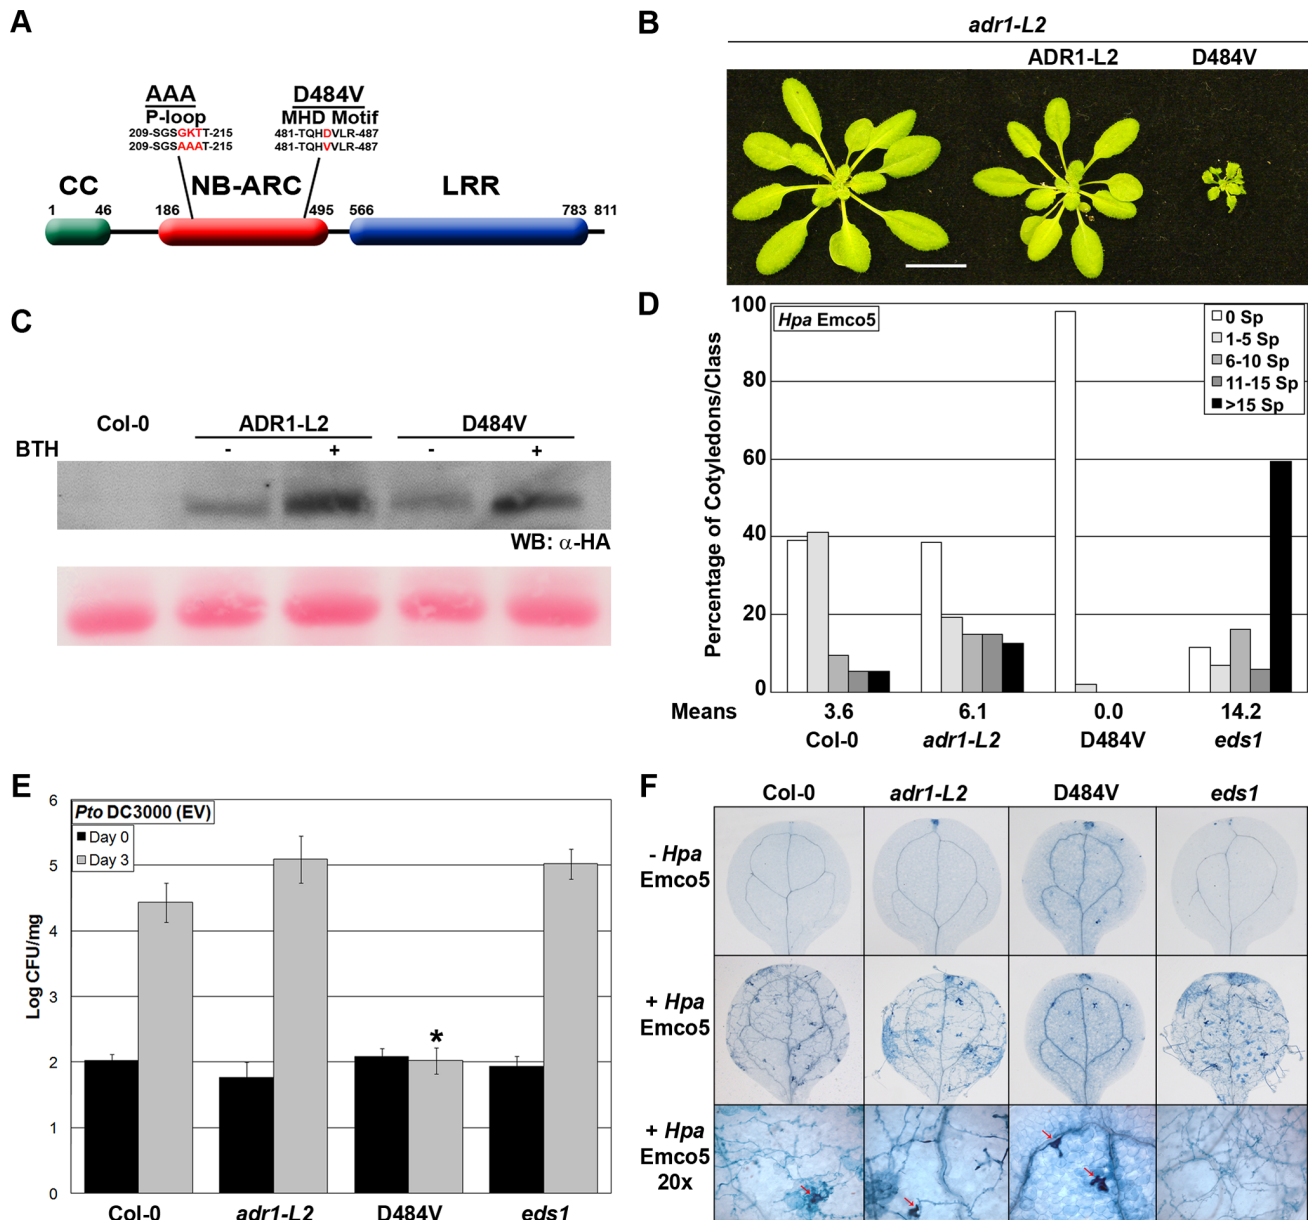 A
AAA
P-loop
209-SGSGKTT-215
209-SGSAAAT-215
D484V
MHD Motif
481-TQHDVLR-487
481-TQHVVLR-487
CC
NB-ARC
LRR
1
46
186
495
566
783
811
B
adr1-L2
ADR1-L2
D484V
C
Col-0
ADR1-L2
D484V
BTH
-
+
-
+
WB: α-HA
D
Hpa Emco5
0 Sp
1-5 Sp
6-10 Sp
11-15 Sp
>15 Sp
Percentage of Cotyledons/Class
100
80
60
40
20
0
Means
3.6
6.1
0.0
14.2
Col-0
adr1-L2
D484V
eds1
E
Pto DC3000 (EV)
Day 0
Day 3
Log CFU/mg
6
5
4
3
2
1
0
*
Col-0
adr1-L2
D484V
eds1
F
Col-0
adr1-L2
D484V
eds1
- Hpa
Emco5
+ Hpa
Emco5
+ Hpa
Emco5
20x